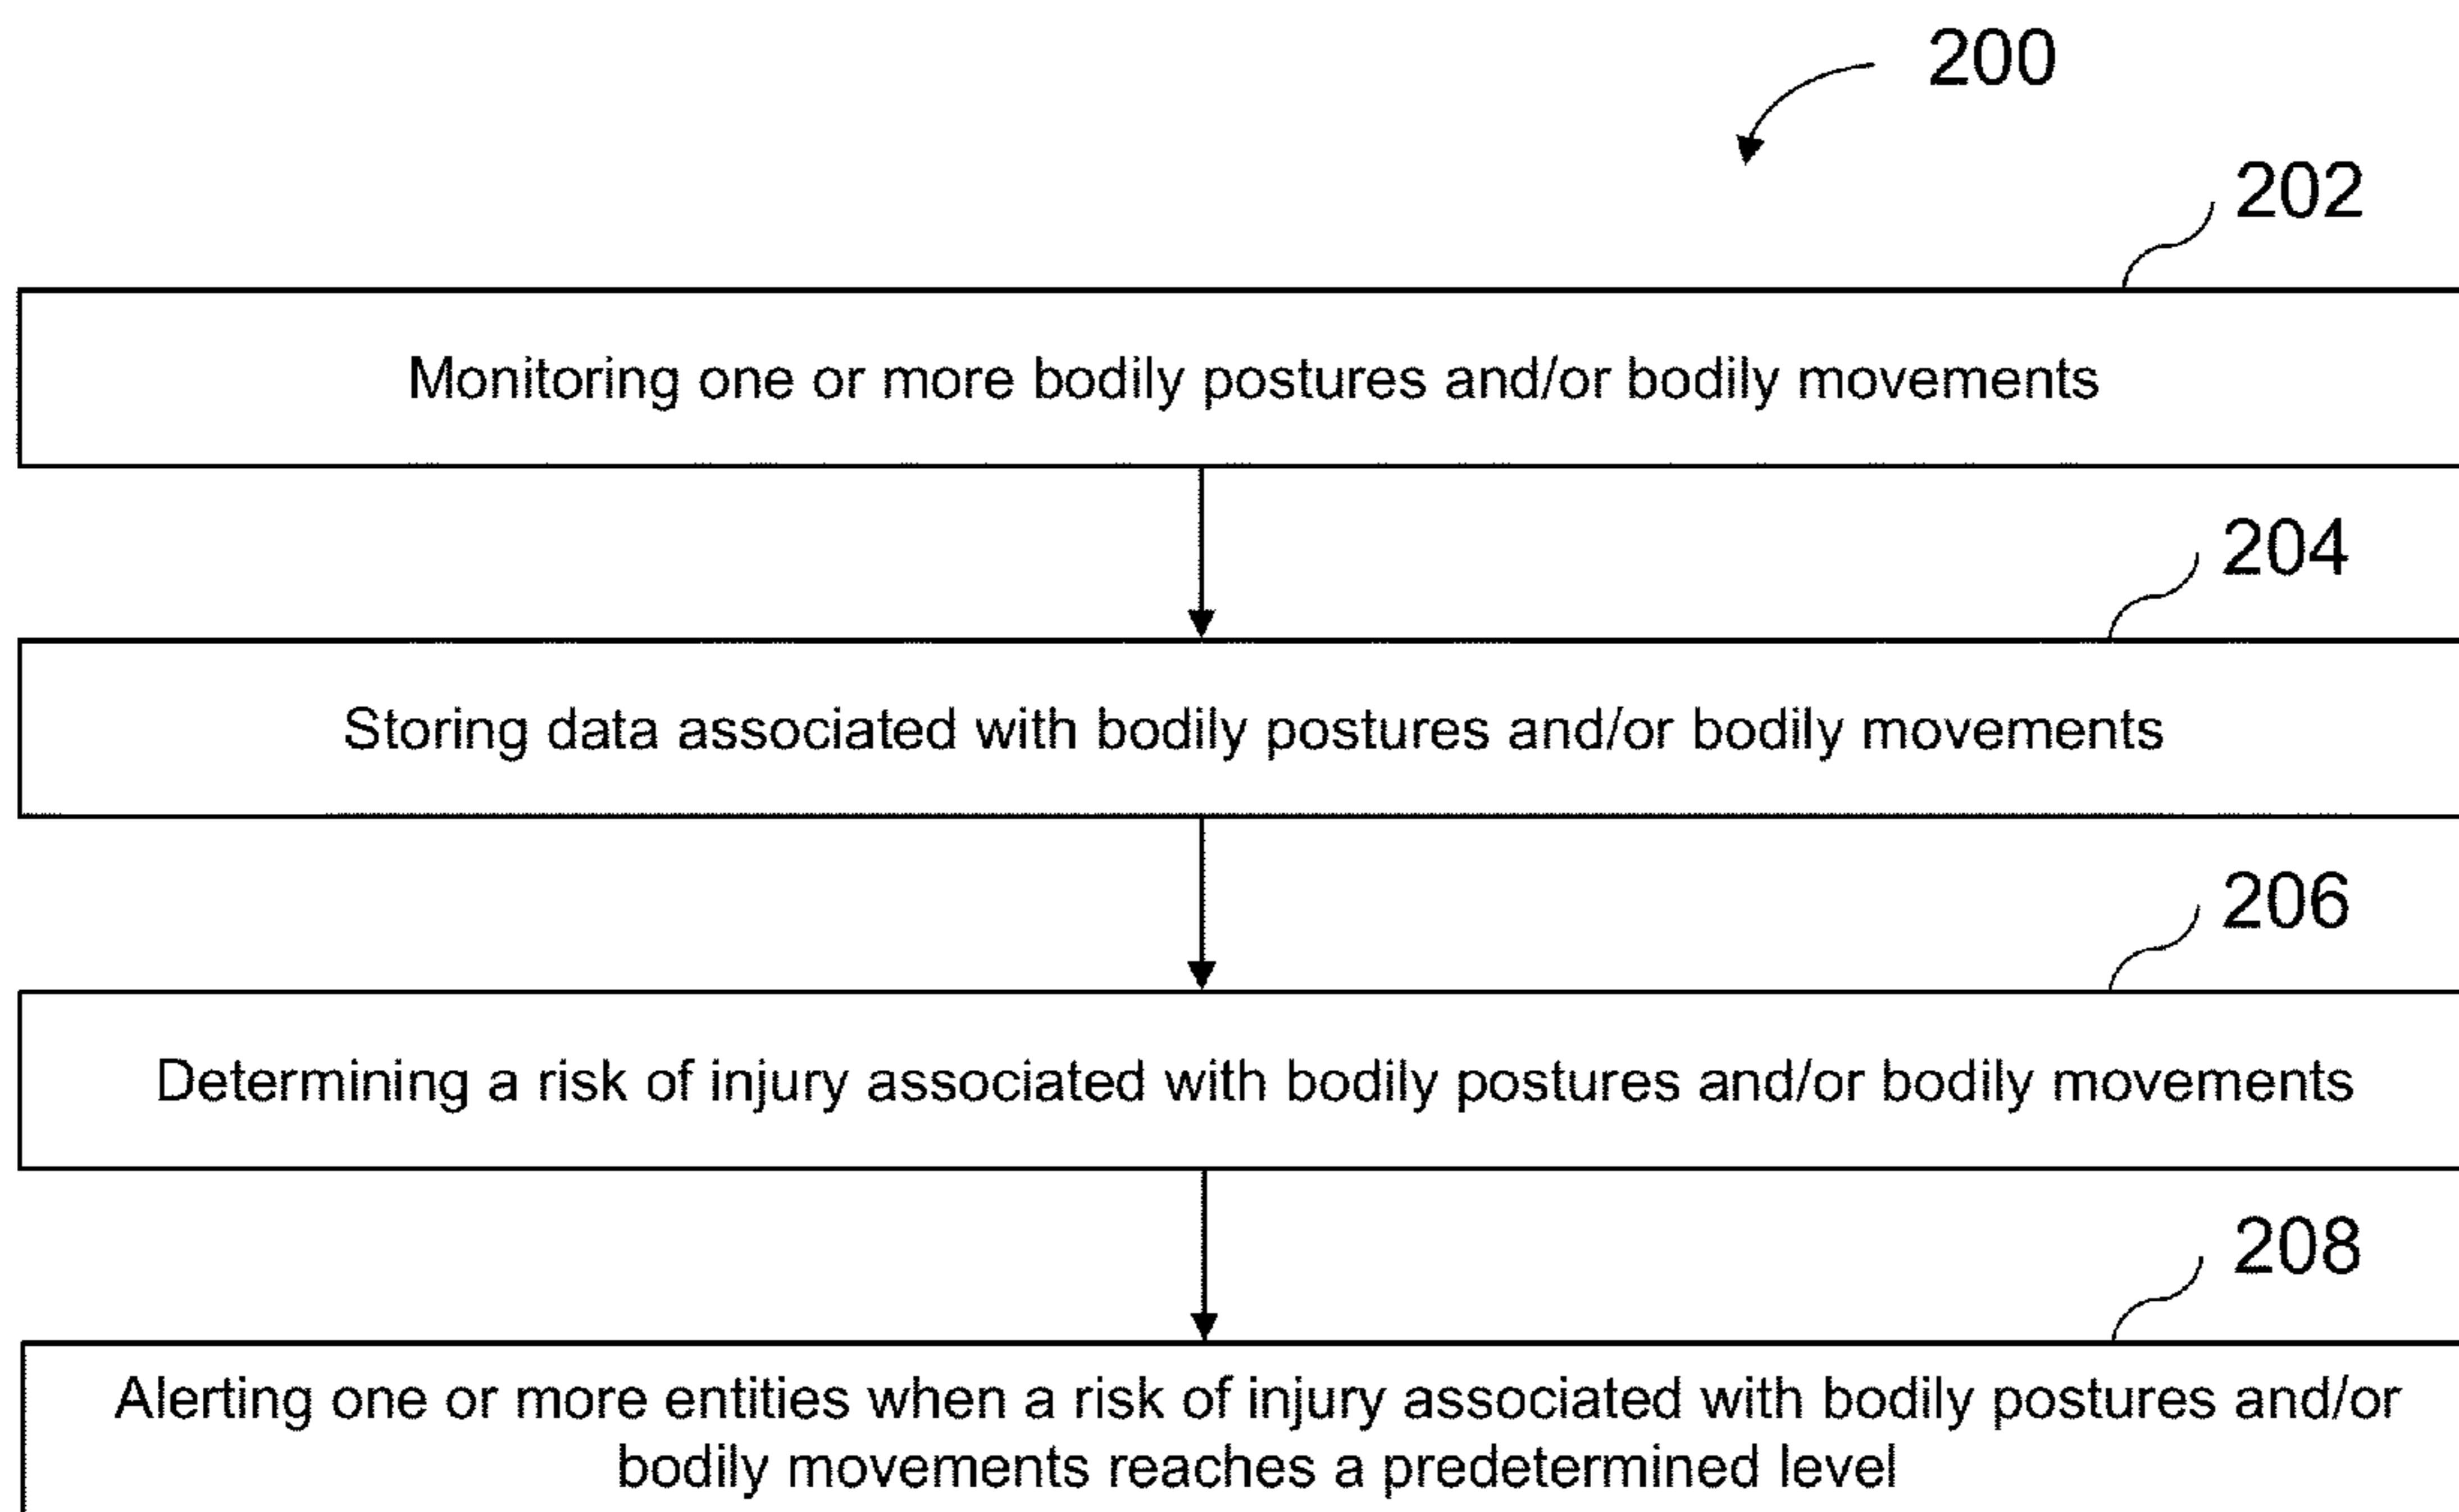 200
202
Monitoring one or more bodily postures and/or bodily movements
204
Storing data associated with bodily postures and/or bodily movements
206
Determining a risk of injury associated with bodily postures and/or bodily movements
208
Alerting one or more entities when a risk of injury associated with bodily postures and/or
bodily movements reaches a predetermined level